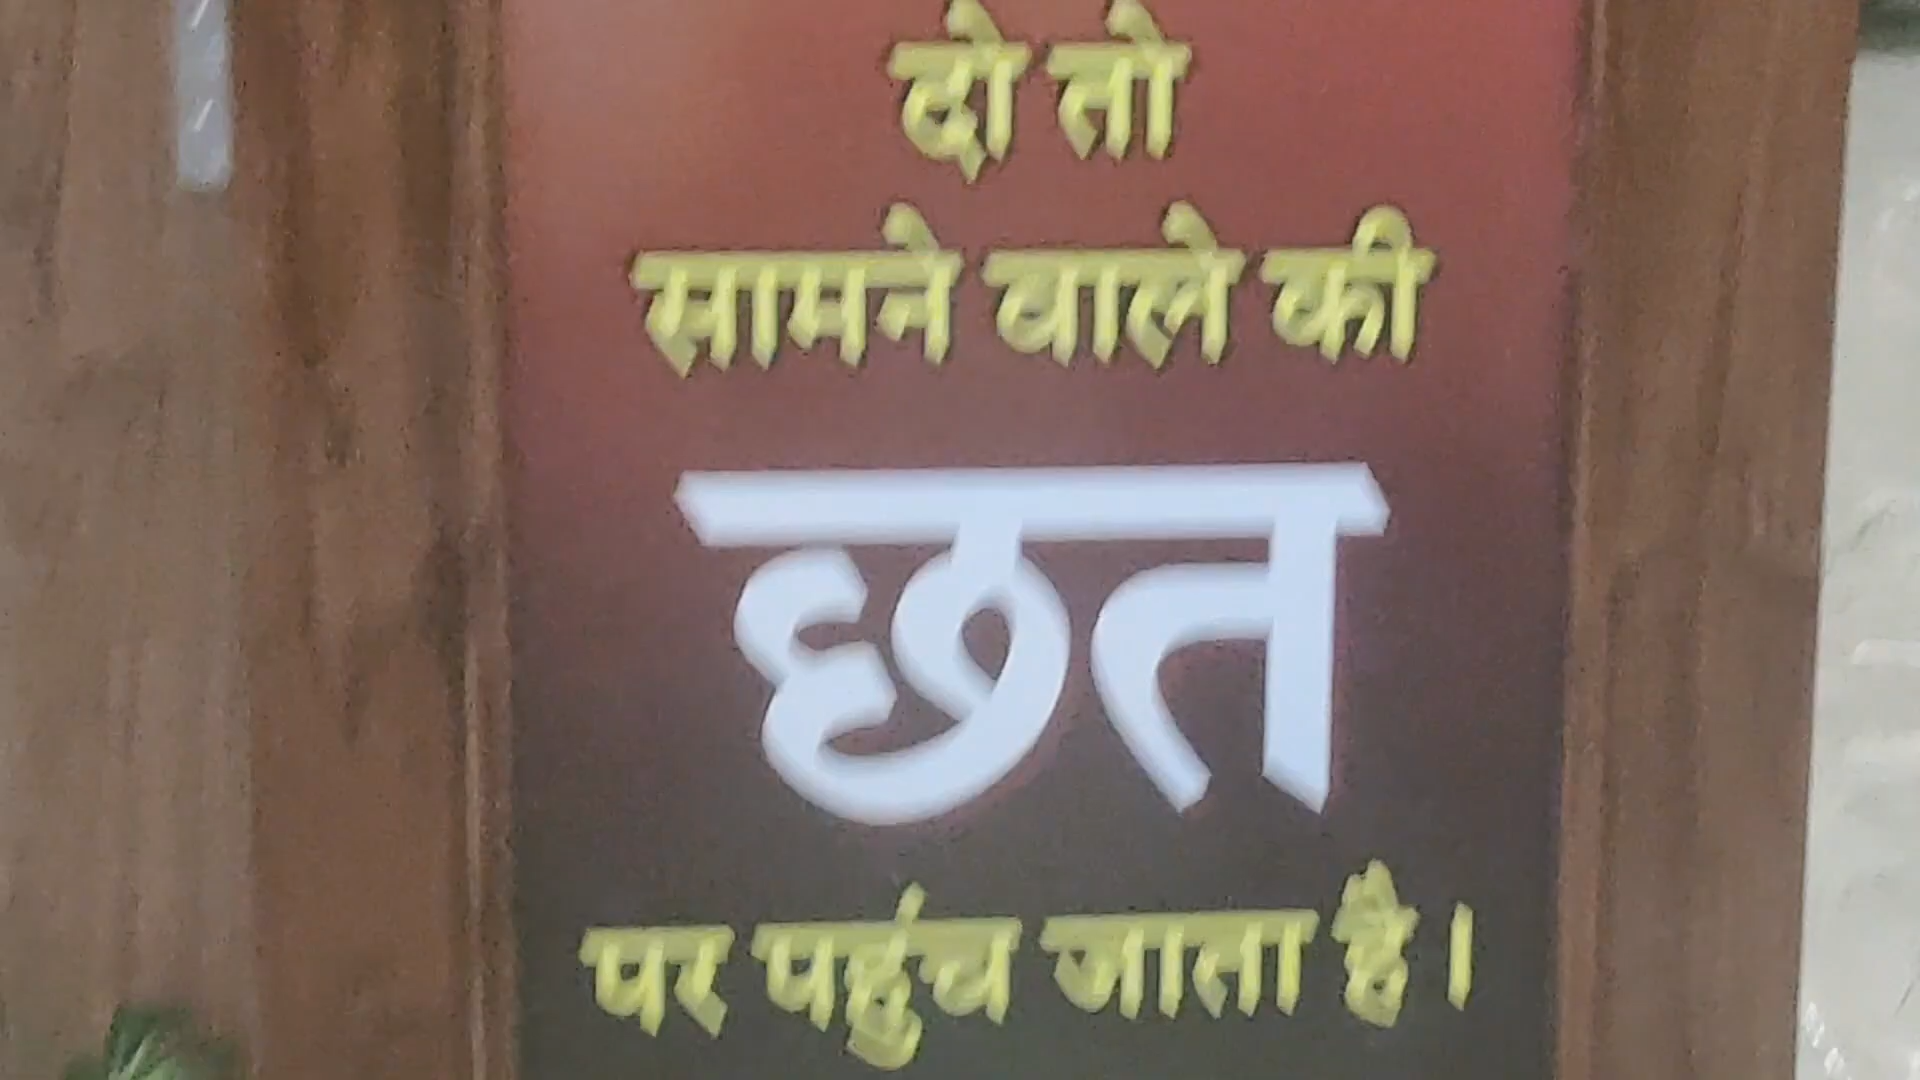 दो तो
सामने वाले की
छत
पर पहुंच जाता है।